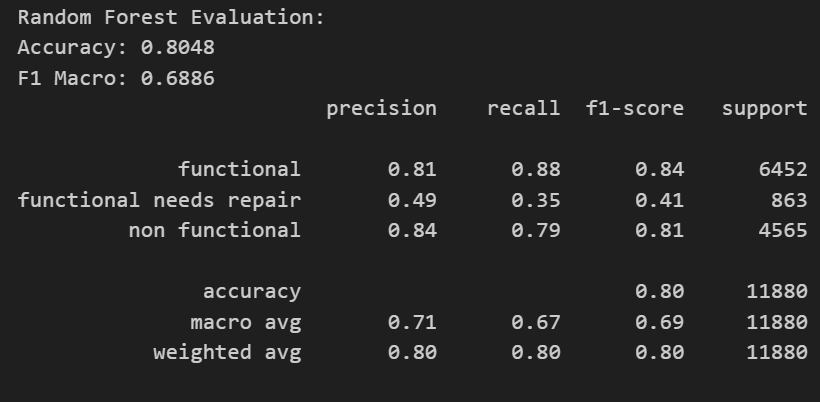 Random Forest Evaluation:
Accuracy: 0.8048
F1 Macro: 0.6886
precision recall f1-score support
functional 0.81 0.88 0.84 6452
functional needs repair 0.49 0.35 0.41 863
non functional 0.84 0.79 0.81 4565
accuracy 0.80 11880
macro avg 0.71 0.67 0.69 11880
weighted avg 0.80 0.80 0.80 11880